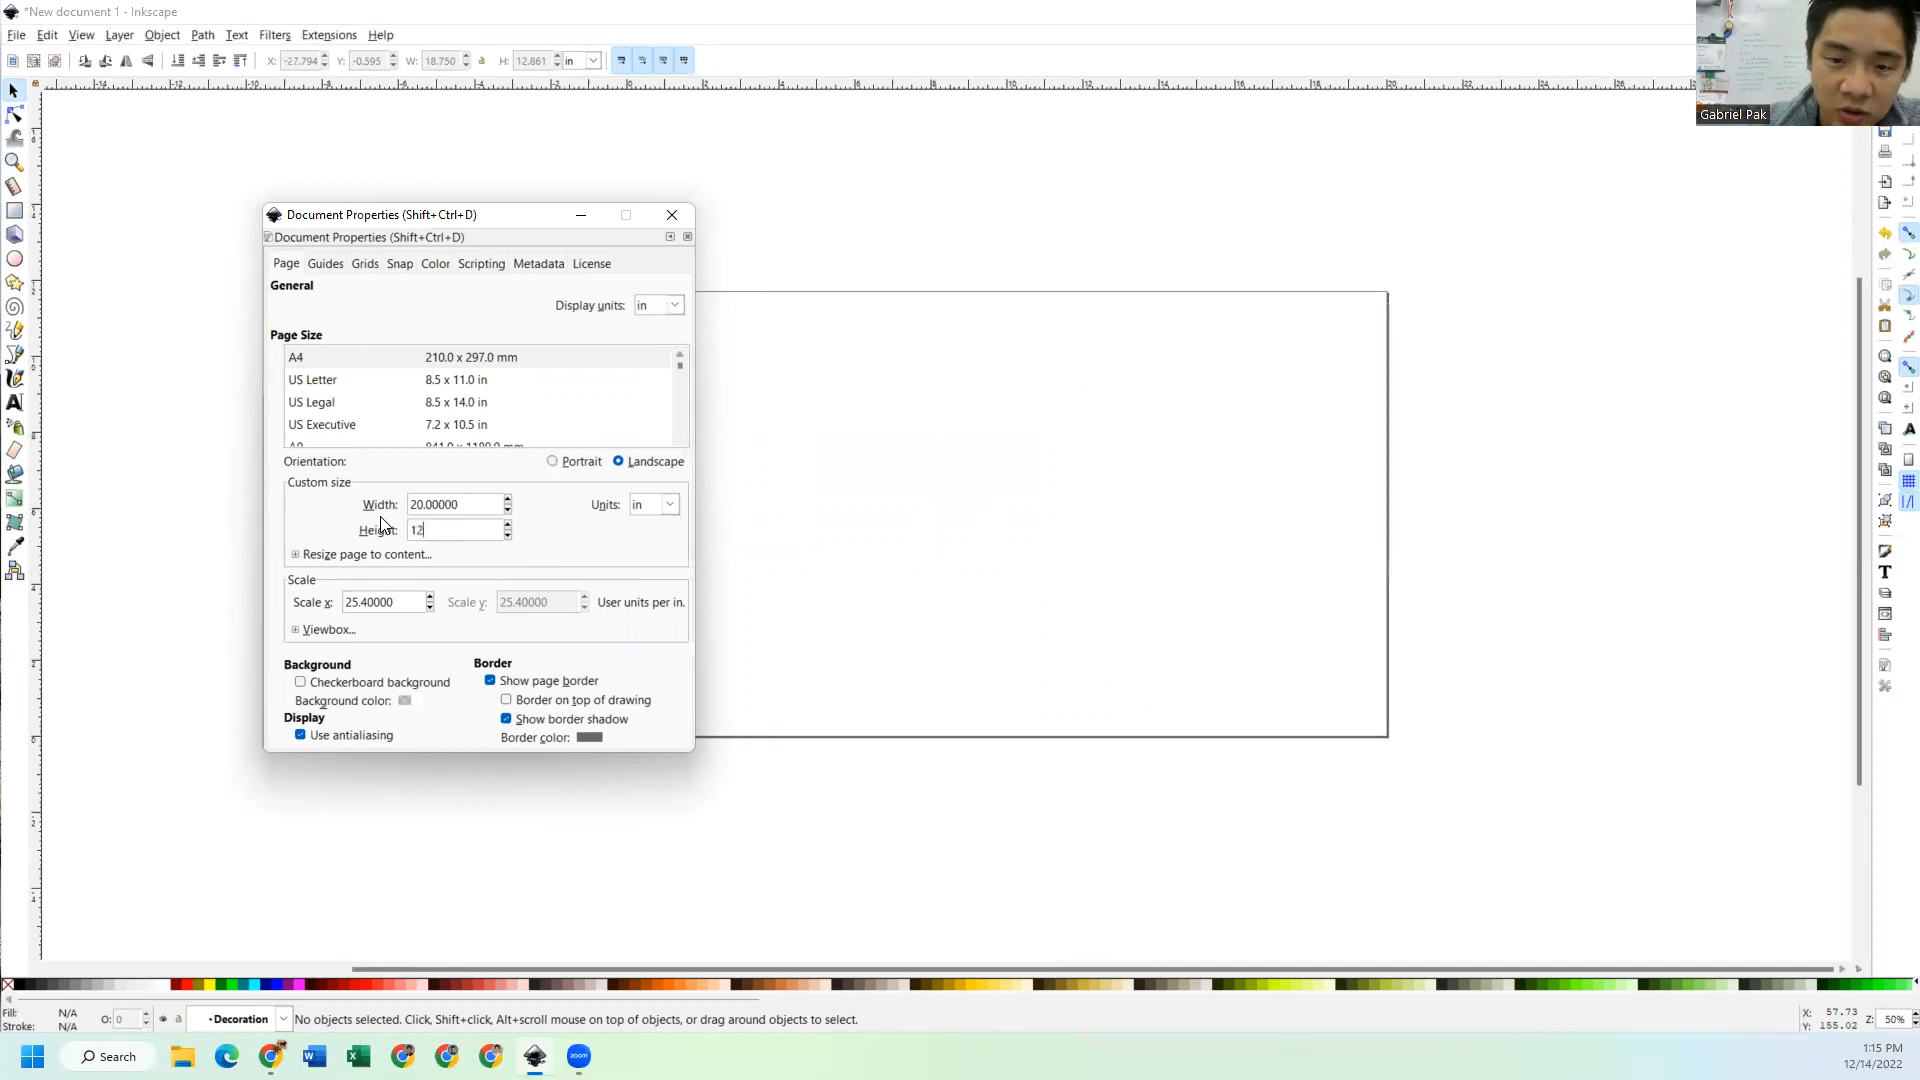 *New document 1 - Inkscape
File Edit View Layer Object Path Text Filters Extensions Help
X: -27.794 Y: -0.595 W: 18.750 H: 12.861 in
Gabriel Pak
Document Properties (Shift+Ctrl+D)
Document Properties (Shift+Ctrl+D)
Page Guides Grids Snap Color Scripting Metadata License
General
Display units: in
Page Size
A4 210.0 x 297.0 mm
US Letter 8.5 x 11.0 in
US Legal 8.5 x 14.0 in
US Executive 7.2 x 10.5 in
Orientation: Portrait Landscape
Custom size
Width: 20.00000 Units: in
Height: 12
Resize page to content...
Scale
Scale x: 25.40000 Scale y: 25.40000 User units per in.
Viewbox...
Background Border
Checkerboard background Show page border
Background color: Border on top of drawing
Display Show border shadow
Use antialiasing Border color:
Fill: N/A
Stroke: N/A
O: 0
•Decoration
No objects selected. Click, Shift+click, Alt+scroll mouse on top of objects, or drag around objects to select.
X: 57.73
Y: 155.02
Z: 50%
Search
zoom
1:15 PM
12/14/2022